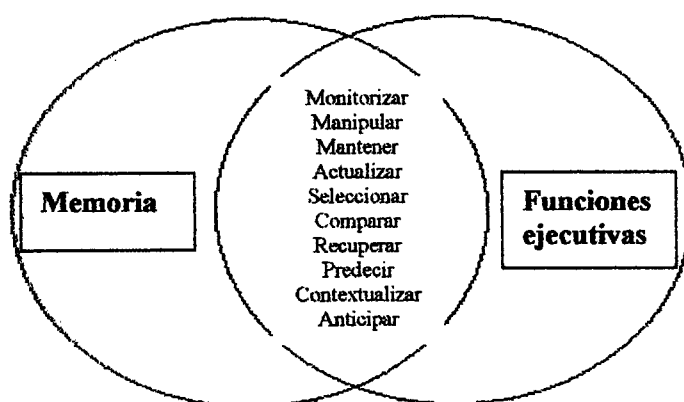 Memoria
Monitorizar
Manipular
Mantener
Actualizar
Seleccionar
Comparar
Recuperar
Predecir
Contextualizar
Anticipar
Funciones
ejecutivas